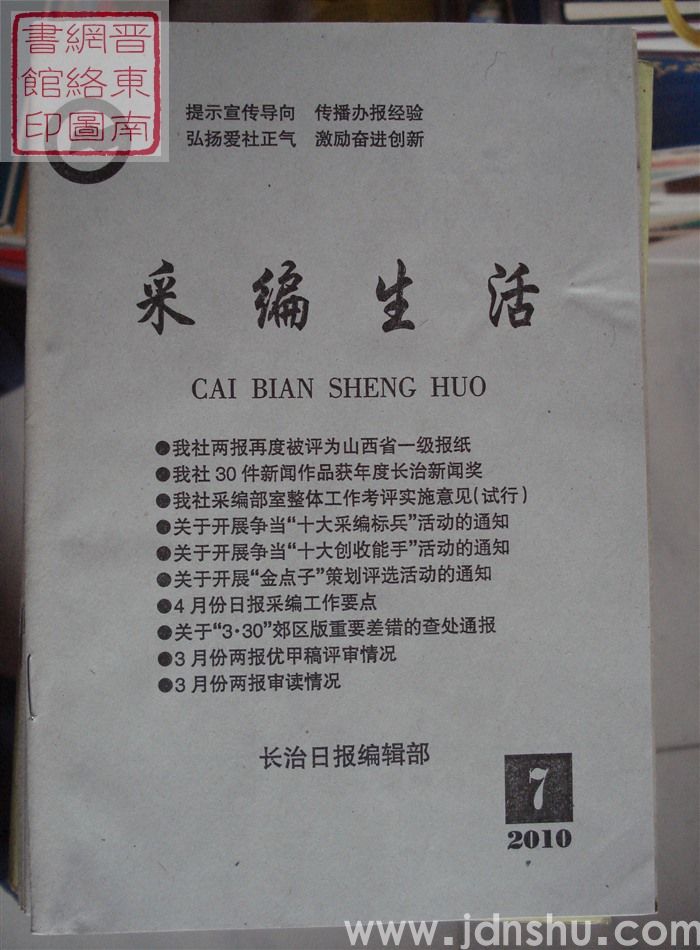 晋東南
網絡圖
書館印
提示宣传导向 传播办报经验
弘扬爱社正气 激励奋进创新
采编生活
CAI BIAN SHENG HUO
●我社两报再度被评为山西省一级报纸
●我社30件新闻作品获年度长治新闻奖
●我社采编部室整体工作考评实施意见(试行)
●关于开展争当“十大采编标兵”活动的通知
●关于开展争当“十大创收能手”活动的通知
●关于开展“金点子”策划评选活动的通知
●4月份日报采编工作要点
●关于“3·30”郊区版重要差错的查处通报
●3月份两报优甲稿评审情况
●3月份两报审读情况
长治日报编辑部
7
2010
www.jdnshu.com